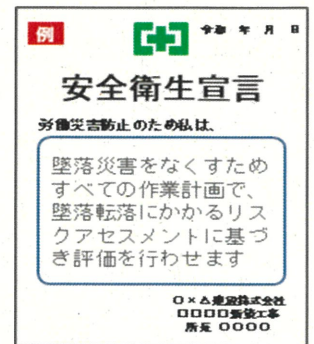 例
令和 年 月 日
安全衛生宣言
労働災害防止のため私は、
墜落災害をなくすため
すべての作業計画で、
墜落転落にかかるリス
クアセスメントに基づ
き評価を行わせます
○×△建設株式会社
□□□□新築工事
所長 ○○○○